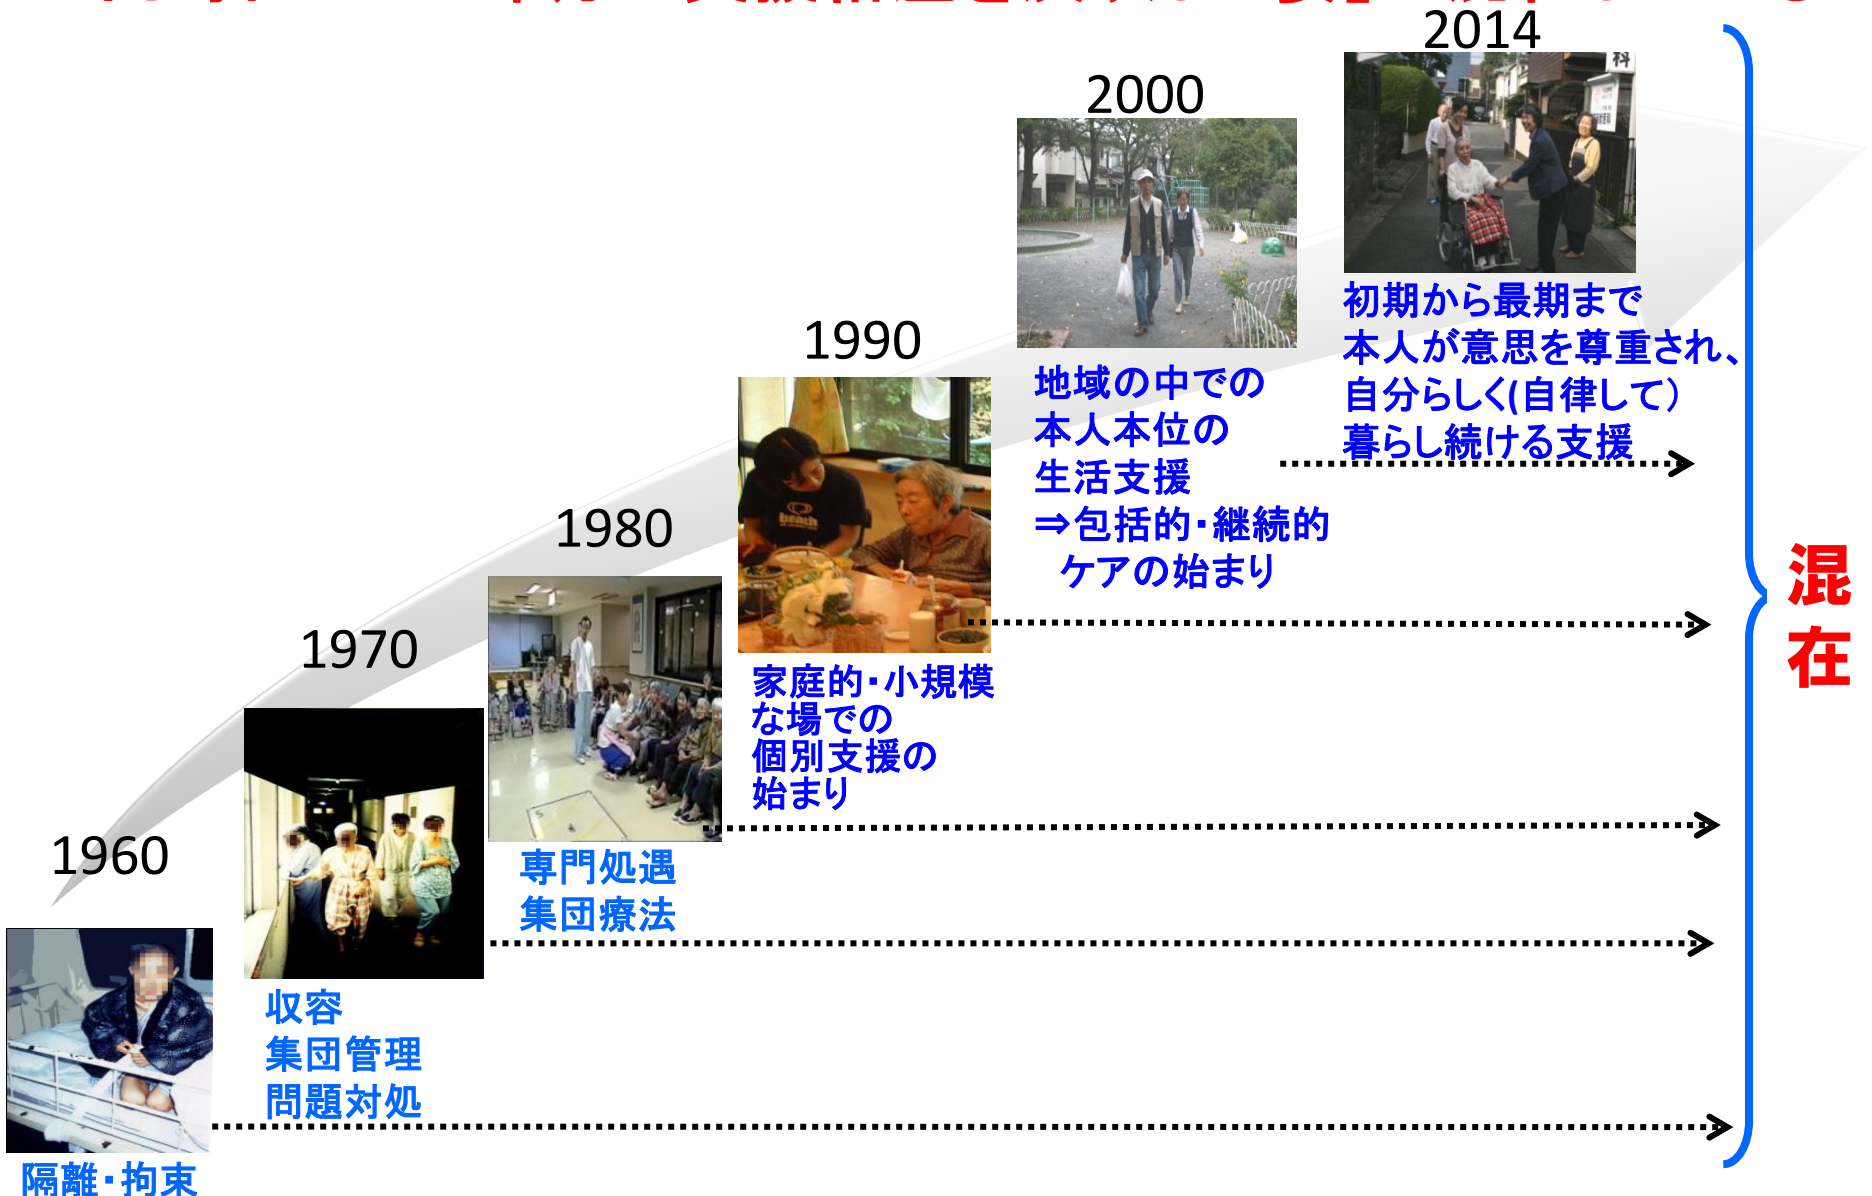 2014
2000
1990
1980
1970
1960
科
初期から最期まで
本人が意思を尊重され、
自分らしく(自律して）
暮らし続ける支援
地域の中での
本人本位の
生活支援
⇒包括的・継続的
ケアの始まり
家庭的・小規模
な場での
個別支援の
始まり
専門処遇
集団療法
収容
集団管理
問題対処
隔離・拘束
混
在
beach